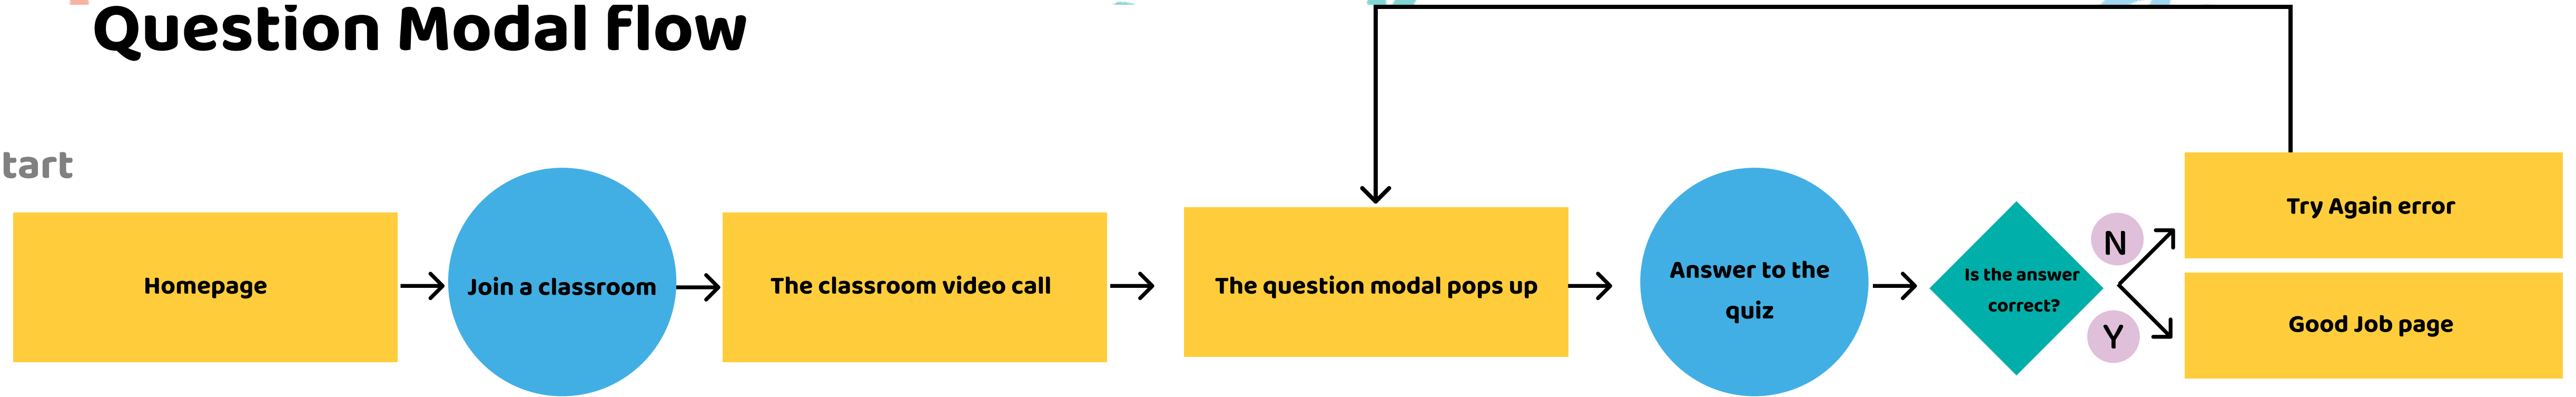 Question Modal flow
tart
Homepage
Join a classroom
The classroom video call
The question modal pops up
Answer to the
quiz
Is the answer
correct?
N
Y
Try Again error
Good Job page